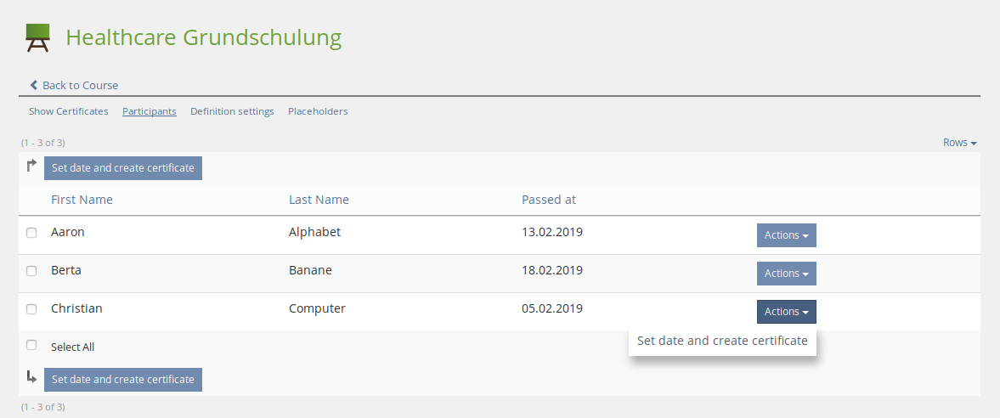 Healthcare Grundschulung
Back to Course
Show Certificates Participants Definition settings Placeholders
(1 - 3 of 3) Rows
Set date and create certificate
First Name Last Name Passed at
Aaron Alphabet 13.02.2019 Actions
Berta Banane 18.02.2019 Actions
Christian Computer 05.02.2019 Actions
Set date and create certificate
Select All
Set date and create certificate
(1 - 3 of 3)